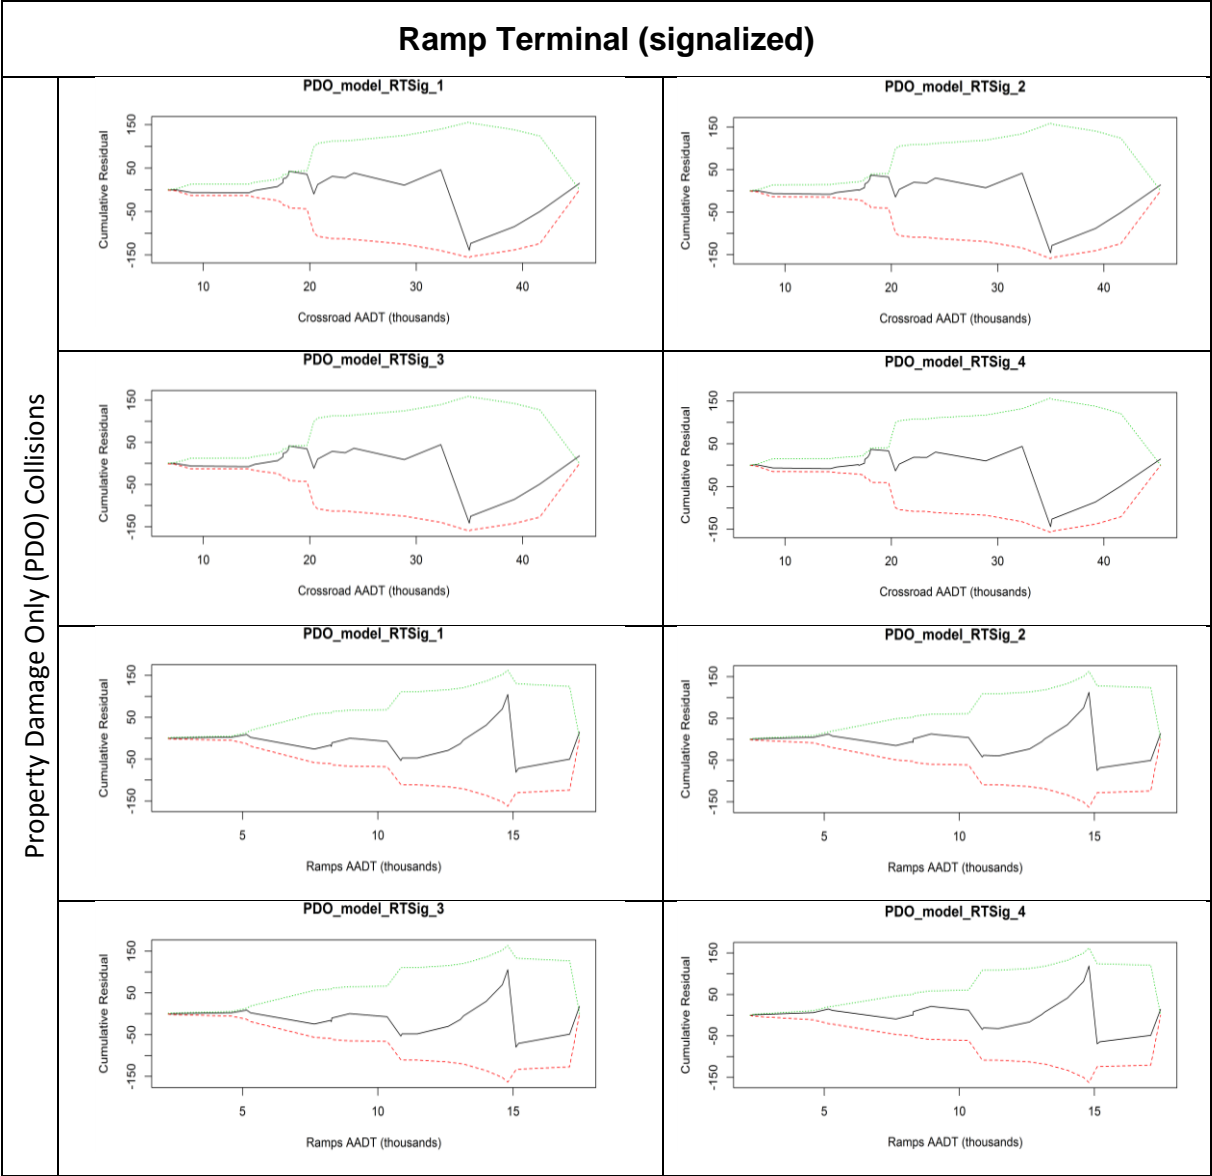 Ramp Terminal (signalized)
Property Damage Only (PDO) Collisions
PDO_model_RTSig_1
Cumulative Residual
150
50
-50
-150
10 20 30 40
Crossroad AADT (thousands)
PDO_model_RTSig_2
Cumulative Residual
150
50
-50
-150
10 20 30 40
Crossroad AADT (thousands)
PDO_model_RTSig_3
Cumulative Residual
150
50
-50
-150
10 20 30 40
Crossroad AADT (thousands)
PDO_model_RTSig_4
Cumulative Residual
150
50
-50
-150
10 20 30 40
Crossroad AADT (thousands)
PDO_model_RTSig_1
Cumulative Residual
150
50
-50
-150
5 10 15
Ramps AADT (thousands)
PDO_model_RTSig_2
Cumulative Residual
150
50
-50
-150
5 10 15
Ramps AADT (thousands)
PDO_model_RTSig_3
Cumulative Residual
150
50
-50
-150
5 10 15
Ramps AADT (thousands)
PDO_model_RTSig_4
Cumulative Residual
150
50
-50
-150
5 10 15
Ramps AADT (thousands)